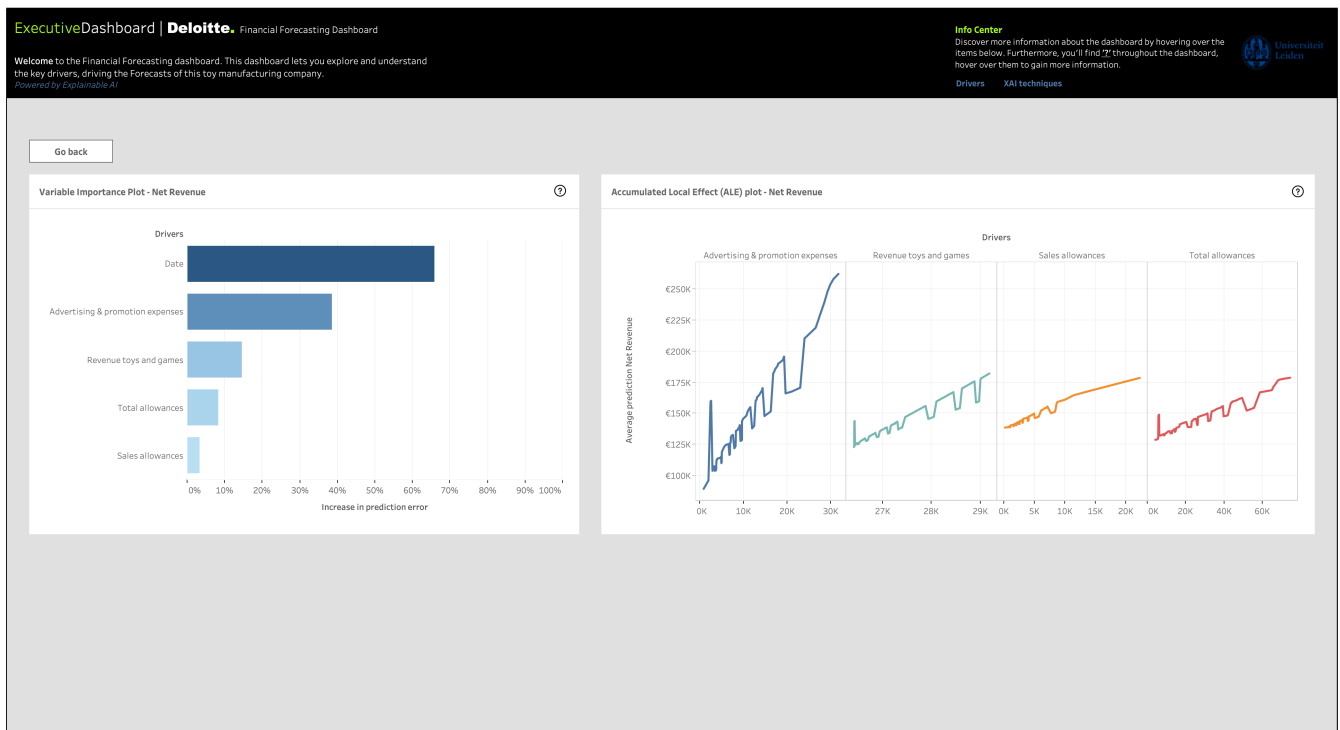 ExecutiveDashboard | Deloitte. Financial Forecasting Dashboard
Welcome to the Financial Forecasting dashboard. This dashboard lets you explore and understand
the key drivers, driving the Forecasts of this toy manufacturing company.
Powered by Explainable AI
Info Center
Discover more information about the dashboard by hovering over the
items below. Furthermore, you'll find '?' throughout the dashboard,
hover over them to gain more information.
Drivers XAI techniques
Universiteit
Leiden
Go back
Variable Importance Plot - Net Revenue ?
Drivers
Date
Advertising & promotion expenses
Revenue toys and games
Total allowances
Sales allowances
0% 10% 20% 30% 40% 50% 60% 70% 80% 90% 100%
Increase in prediction error
Accumulated Local Effect (ALE) plot - Net Revenue ?
Drivers
Advertising & promotion expenses Revenue toys and games Sales allowances Total allowances
Average prediction Net Revenue
€250K
€225K
€200K
€175K
€150K
€125K
€100K
0K 10K 20K 30K 27K 28K 29K 0K 5K 10K 15K 20K 0K 20K 40K 60K